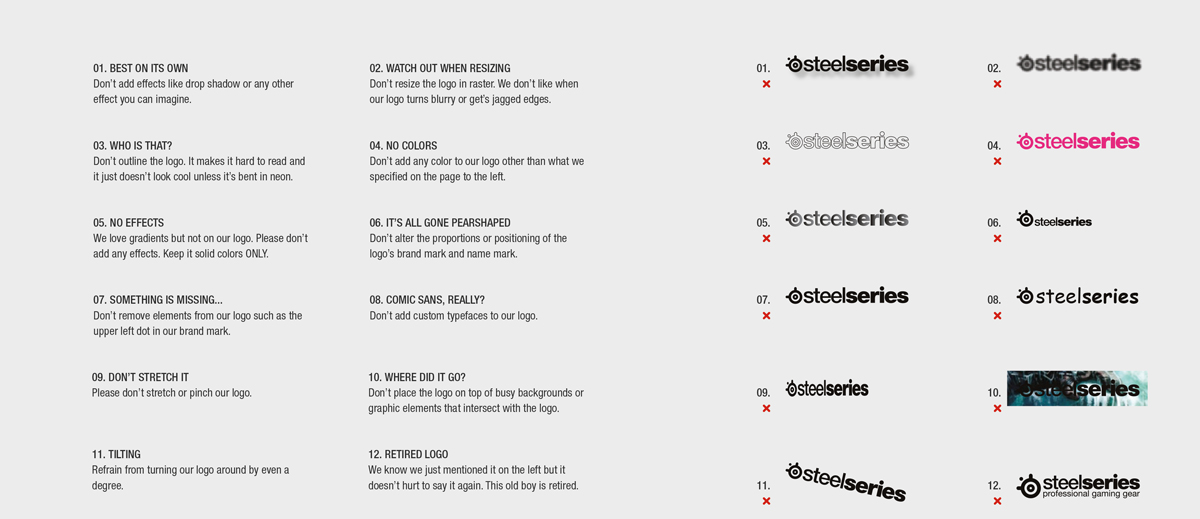 01. BEST ON ITS OWN
Don't add effects like drop shadow or any other
effect you can imagine.
02. WATCH OUT WHEN RESIZING
Don't resize the logo in raster. We don't like when
our logo turns blurry or get's jagged edges.
03. WHO IS THAT?
Don't outline the logo. It makes it hard to read and
it just doesn't look cool unless it's bent in neon.
04. NO COLORS
Don't add any color to our logo other than what we
specified on the page to the left.
05. NO EFFECTS
We love gradients but not on our logo. Please don't
add any effects. Keep it solid colors ONLY.
06. IT'S ALL GONE PEARSHAPED
Don't alter the proportions or positioning of the
logo's brand mark and name mark.
07. SOMETHING IS MISSING...
Don't remove elements from our logo such as the
upper left dot in our brand mark.
08. COMIC SANS, REALLY?
Don't add custom typefaces to our logo.
09. DON'T STRETCH IT
Please don't stretch or pinch our logo.
10. WHERE DID IT GO?
Don't place the logo on top of busy backgrounds or
graphic elements that intersect with the logo.
11. TILTING
Refrain from turning our logo around by even a
degree.
12. RETIRED LOGO
We know we just mentioned it on the left but it
doesn't hurt to say it again. This old boy is retired.
01. steelseries
02. steelseries
03. steelseries
04. steelseries
05. steelseries
06. steelseries
07. steelseries
08. steelseries
09. steelseries
10. steelseries
11. steelseries
12. steelseries
professional gaming gear